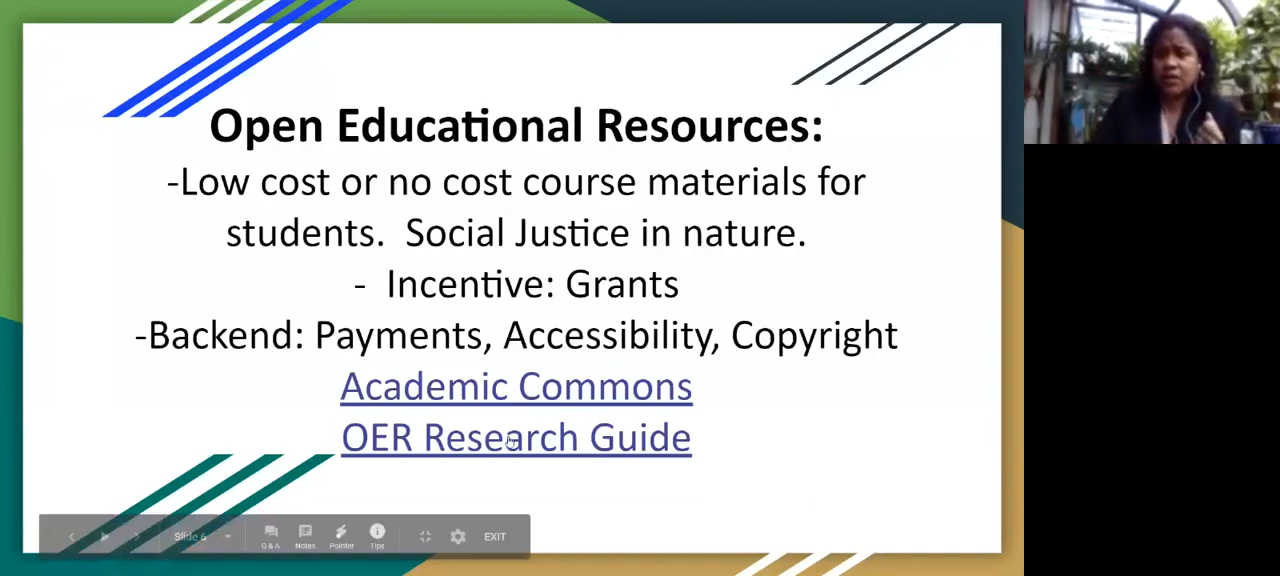 Open Educational Resources:
-Low cost or no cost course materials for
students.  Social Justice in nature.
-  Incentive: Grants
-Backend: Payments, Accessibility, Copyright
Academic Commons
OER Research Guide
Slide 6
Q & A
Notes
Pointer
Tips
EXIT